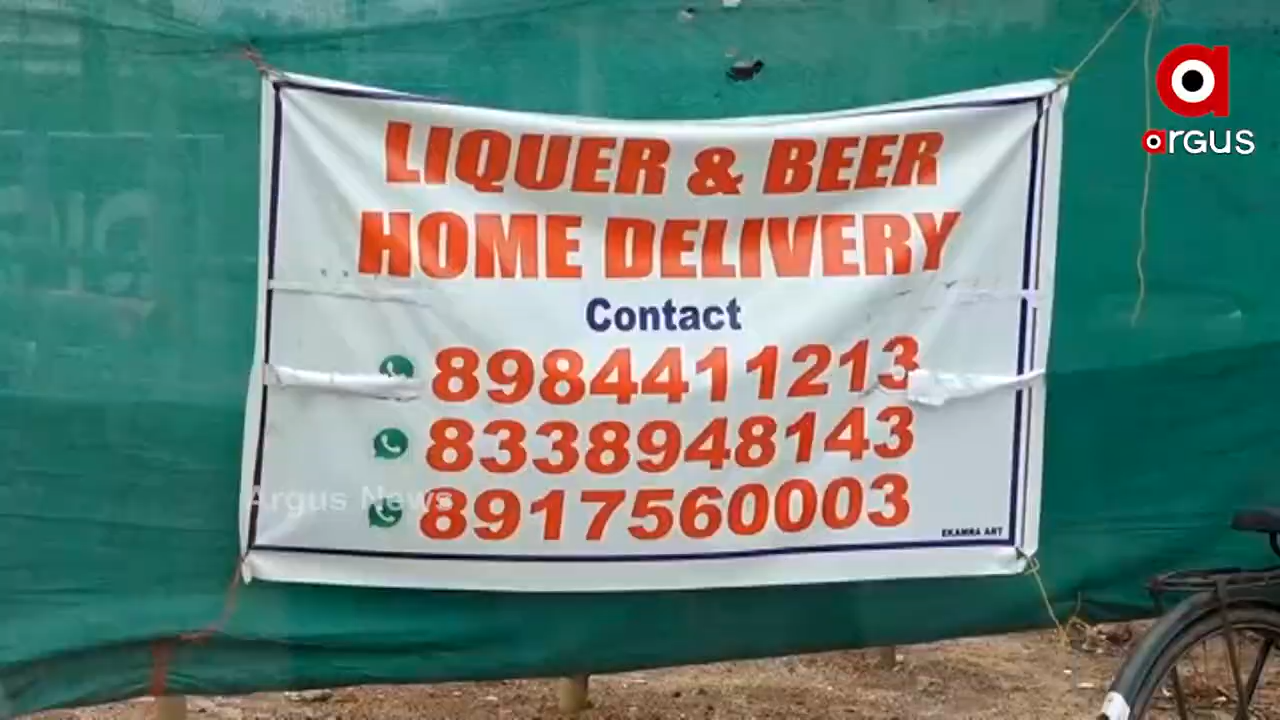 LIQUER & BEER
HOME DELIVERY
Contact
8984411213
8338948143
8917560003
EKAMRA ART
Argus News
a
argus